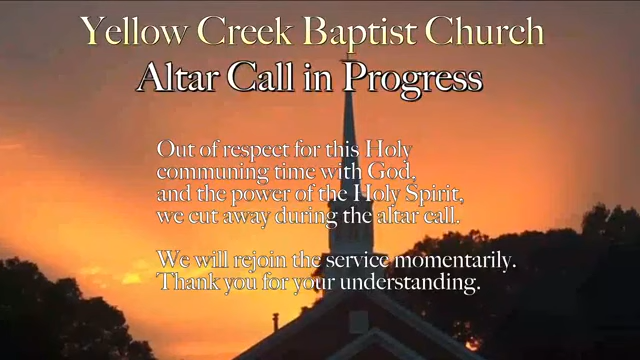 Yellow Creek Baptist Church
Altar Call in Progress
Out of respect for this Holy
communing time with God,
and the power of the Holy Spirit,
we cut away during the altar call.
We will rejoin the service momentarily.
Thank you for your understanding.